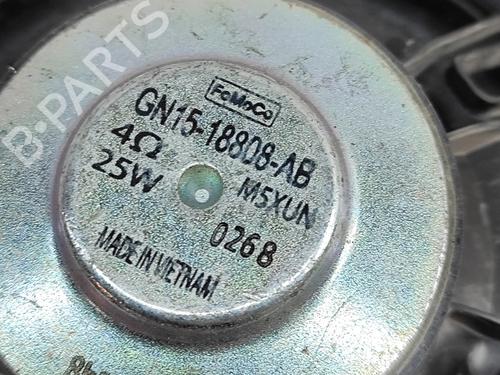 B-PARTS
FoMoCo
GN15-18808-AB
4Ω
M5XUN
25W
0268
MADE IN VIETNAM